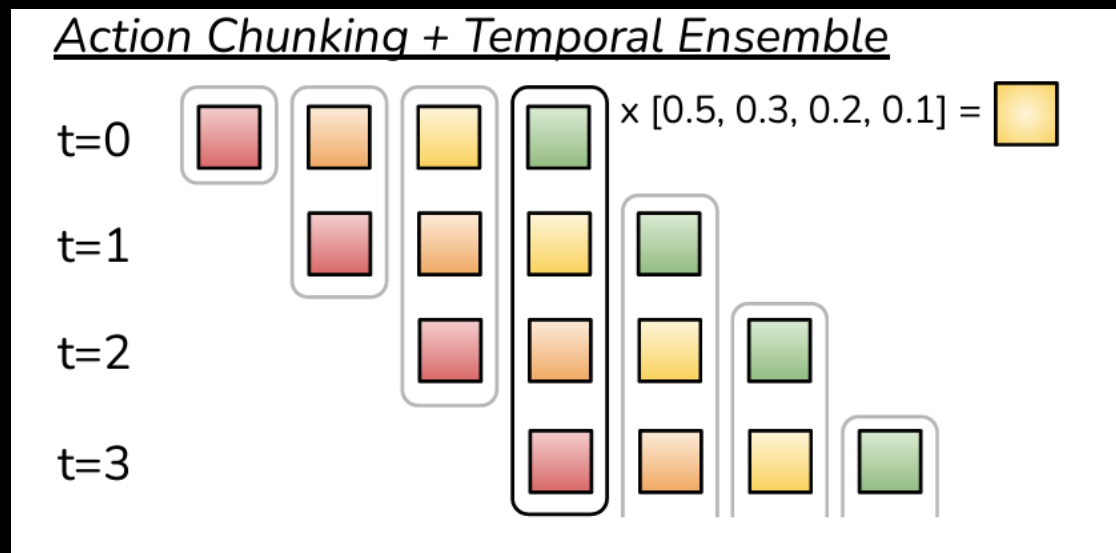 Action Chunking + Temporal Ensemble
t=0
x [0.5, 0.3, 0.2, 0.1] =
t=1
t=2
t=3